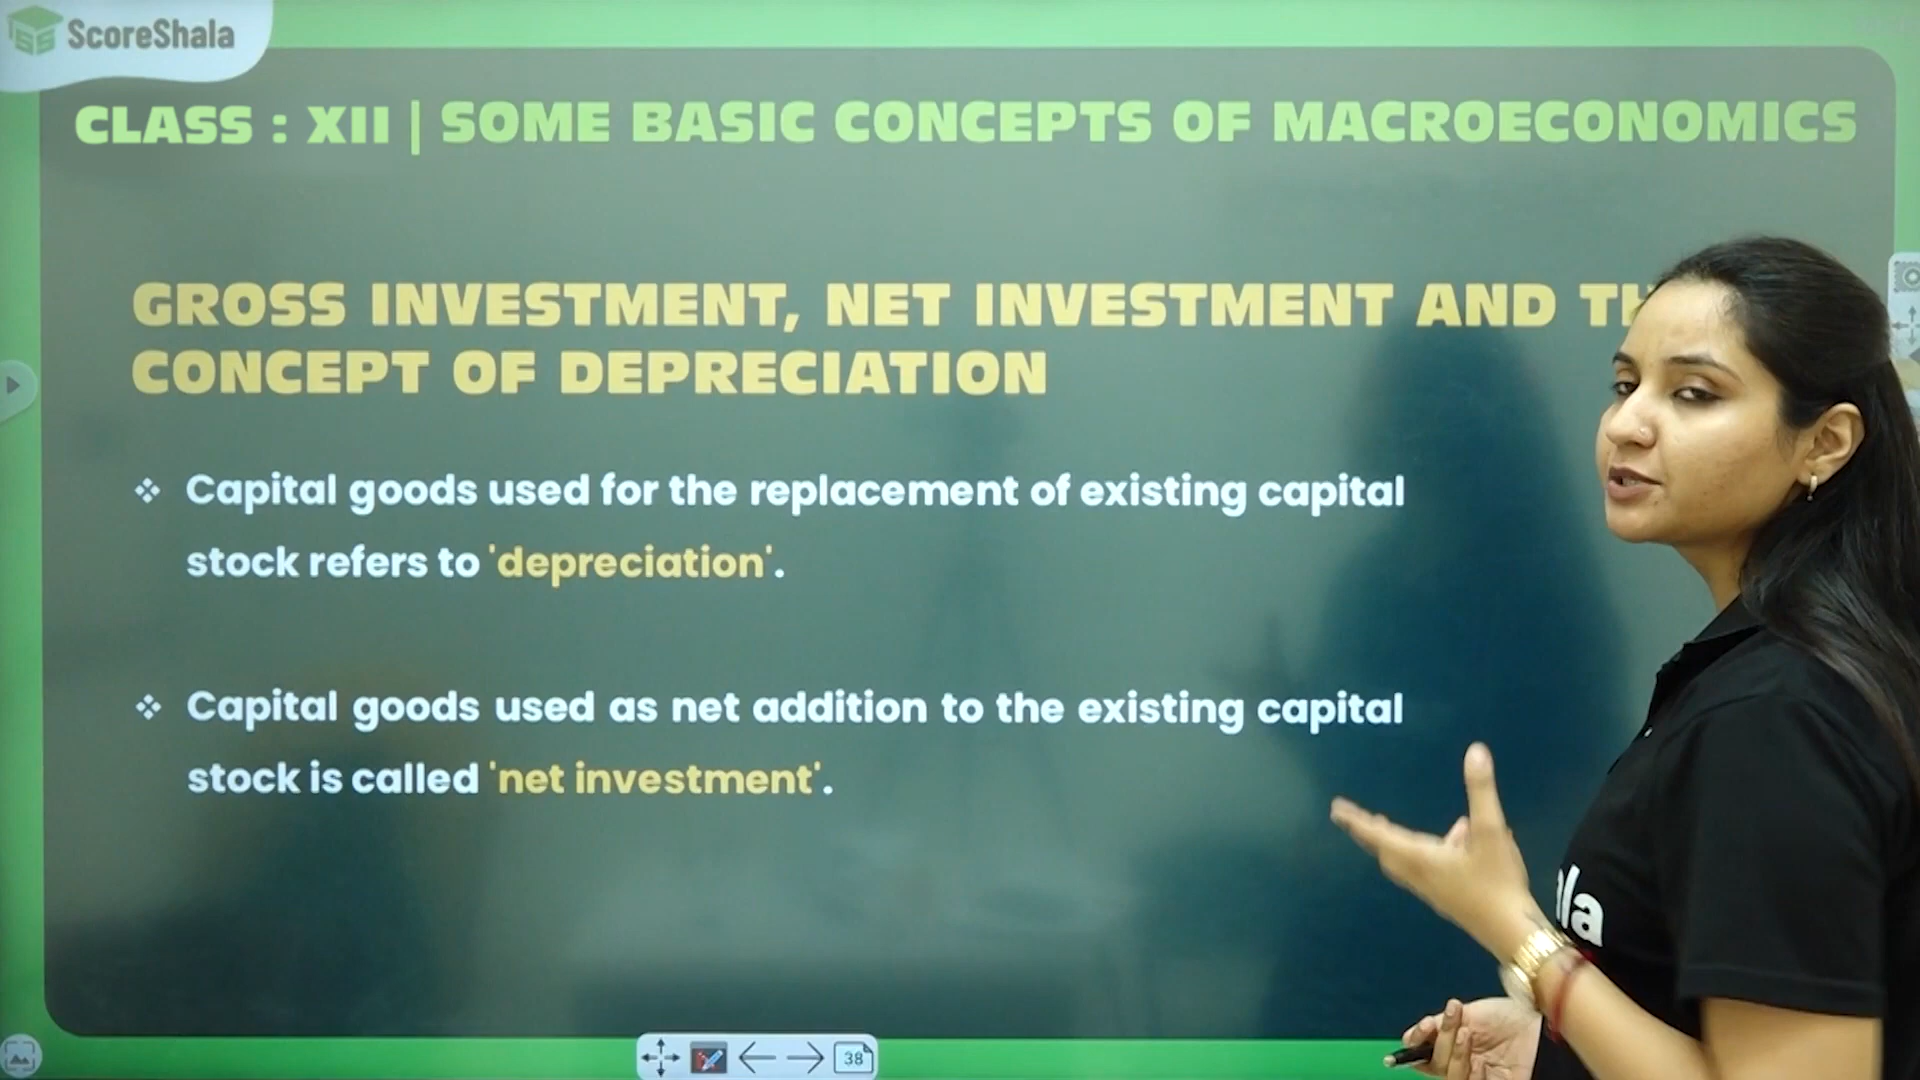 ScoreShala
CLASS : XII | SOME BASIC CONCEPTS OF MACROECONOMICS
GROSS INVESTMENT, NET INVESTMENT AND
CONCEPT OF DEPRECIATION
❖ Capital goods used for the replacement of existing capital
stock refers to 'depreciation'.
❖ Capital goods used as net addition to the existing capital
stock is called 'net investment'.
38